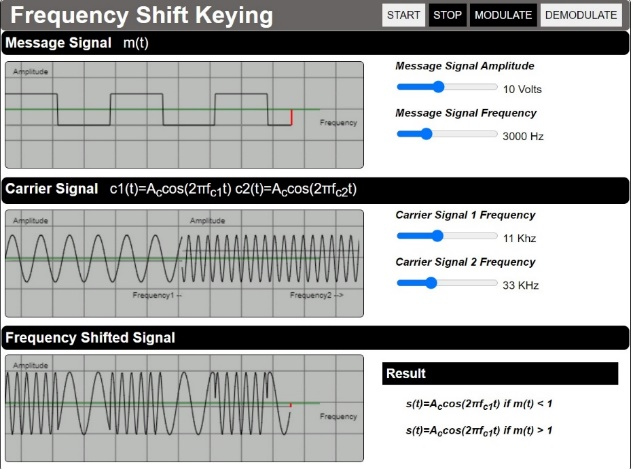 Frequency Shift Keying
START STOP MODULATE DEMODULATE
Message Signal m(t)
Amplitude
Frequency
Message Signal Amplitude
10 Volts
Message Signal Frequency
3000 Hz
Carrier Signal c1(t)=Accos(2πfc1t) c2(t)=Accos(2πfc2t)
Amplitude Amplitude
Frequency1 -- Frequency2 -->
Carrier Signal 1 Frequency
11 Khz
Carrier Signal 2 Frequency
33 KHz
Frequency Shifted Signal
Amplitude
Frequency
Result
s(t)=Accos(2πfc1t) if m(t) < 1
s(t)=Accos(2πfc1t) if m(t) > 1